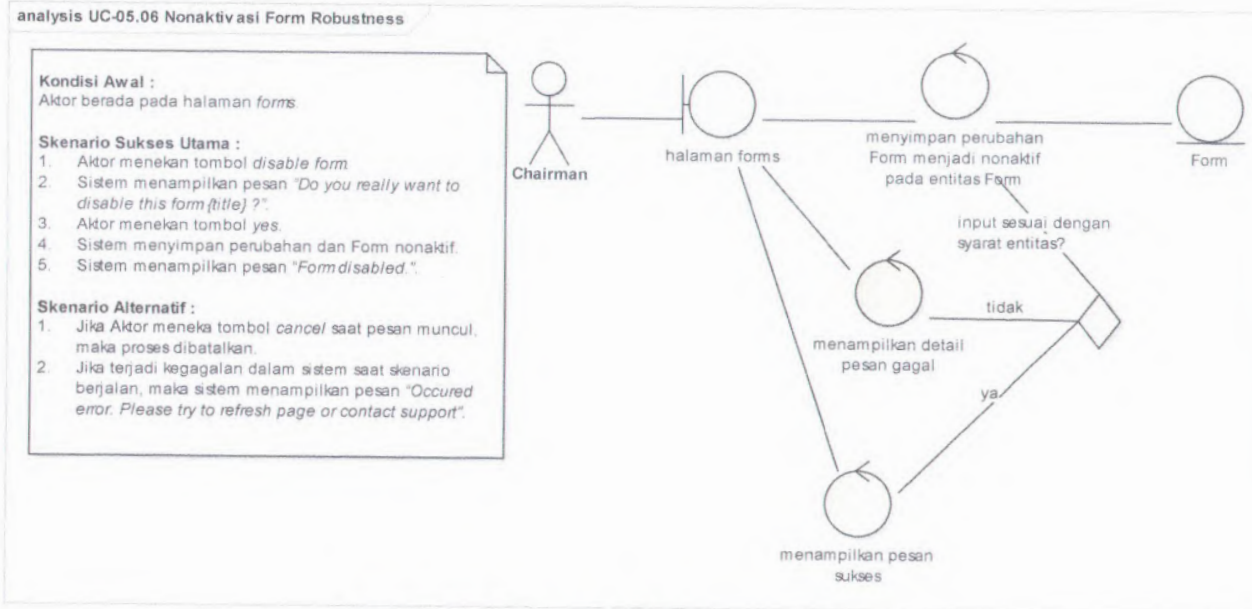 analysis UC-05.06 Nonaktivasi Form Robustness
Kondisi Awal :
Aktor berada pada halaman forms.
Skenario Sukses Utama :
1. Aktor menekan tombol disable form.
2. Sistem menampilkan pesan "Do you really want to
disable this form {title} ?".
3. Aktor menekan tombol yes.
4. Sistem menyimpan perubahan dan Form nonaktif.
5. Sistem menampilkan pesan "Form disabled.".
Skenario Alternatif :
1. Jika Aktor meneka tombol cancel saat pesan muncul,
maka proses dibatalkan.
2. Jika terjadi kegagalan dalam sistem saat skenario
berjalan, maka sistem menampilkan pesan "Occured
error. Please try to refresh page or contact support".
Chairman
halaman forms
menyimpan perubahan
Form menjadi nonaktif
pada entitas Form
Form
input sesuai dengan
syarat entitas?
tidak
menampilkan detail
pesan gagal
ya
menampilkan pesan
sukses